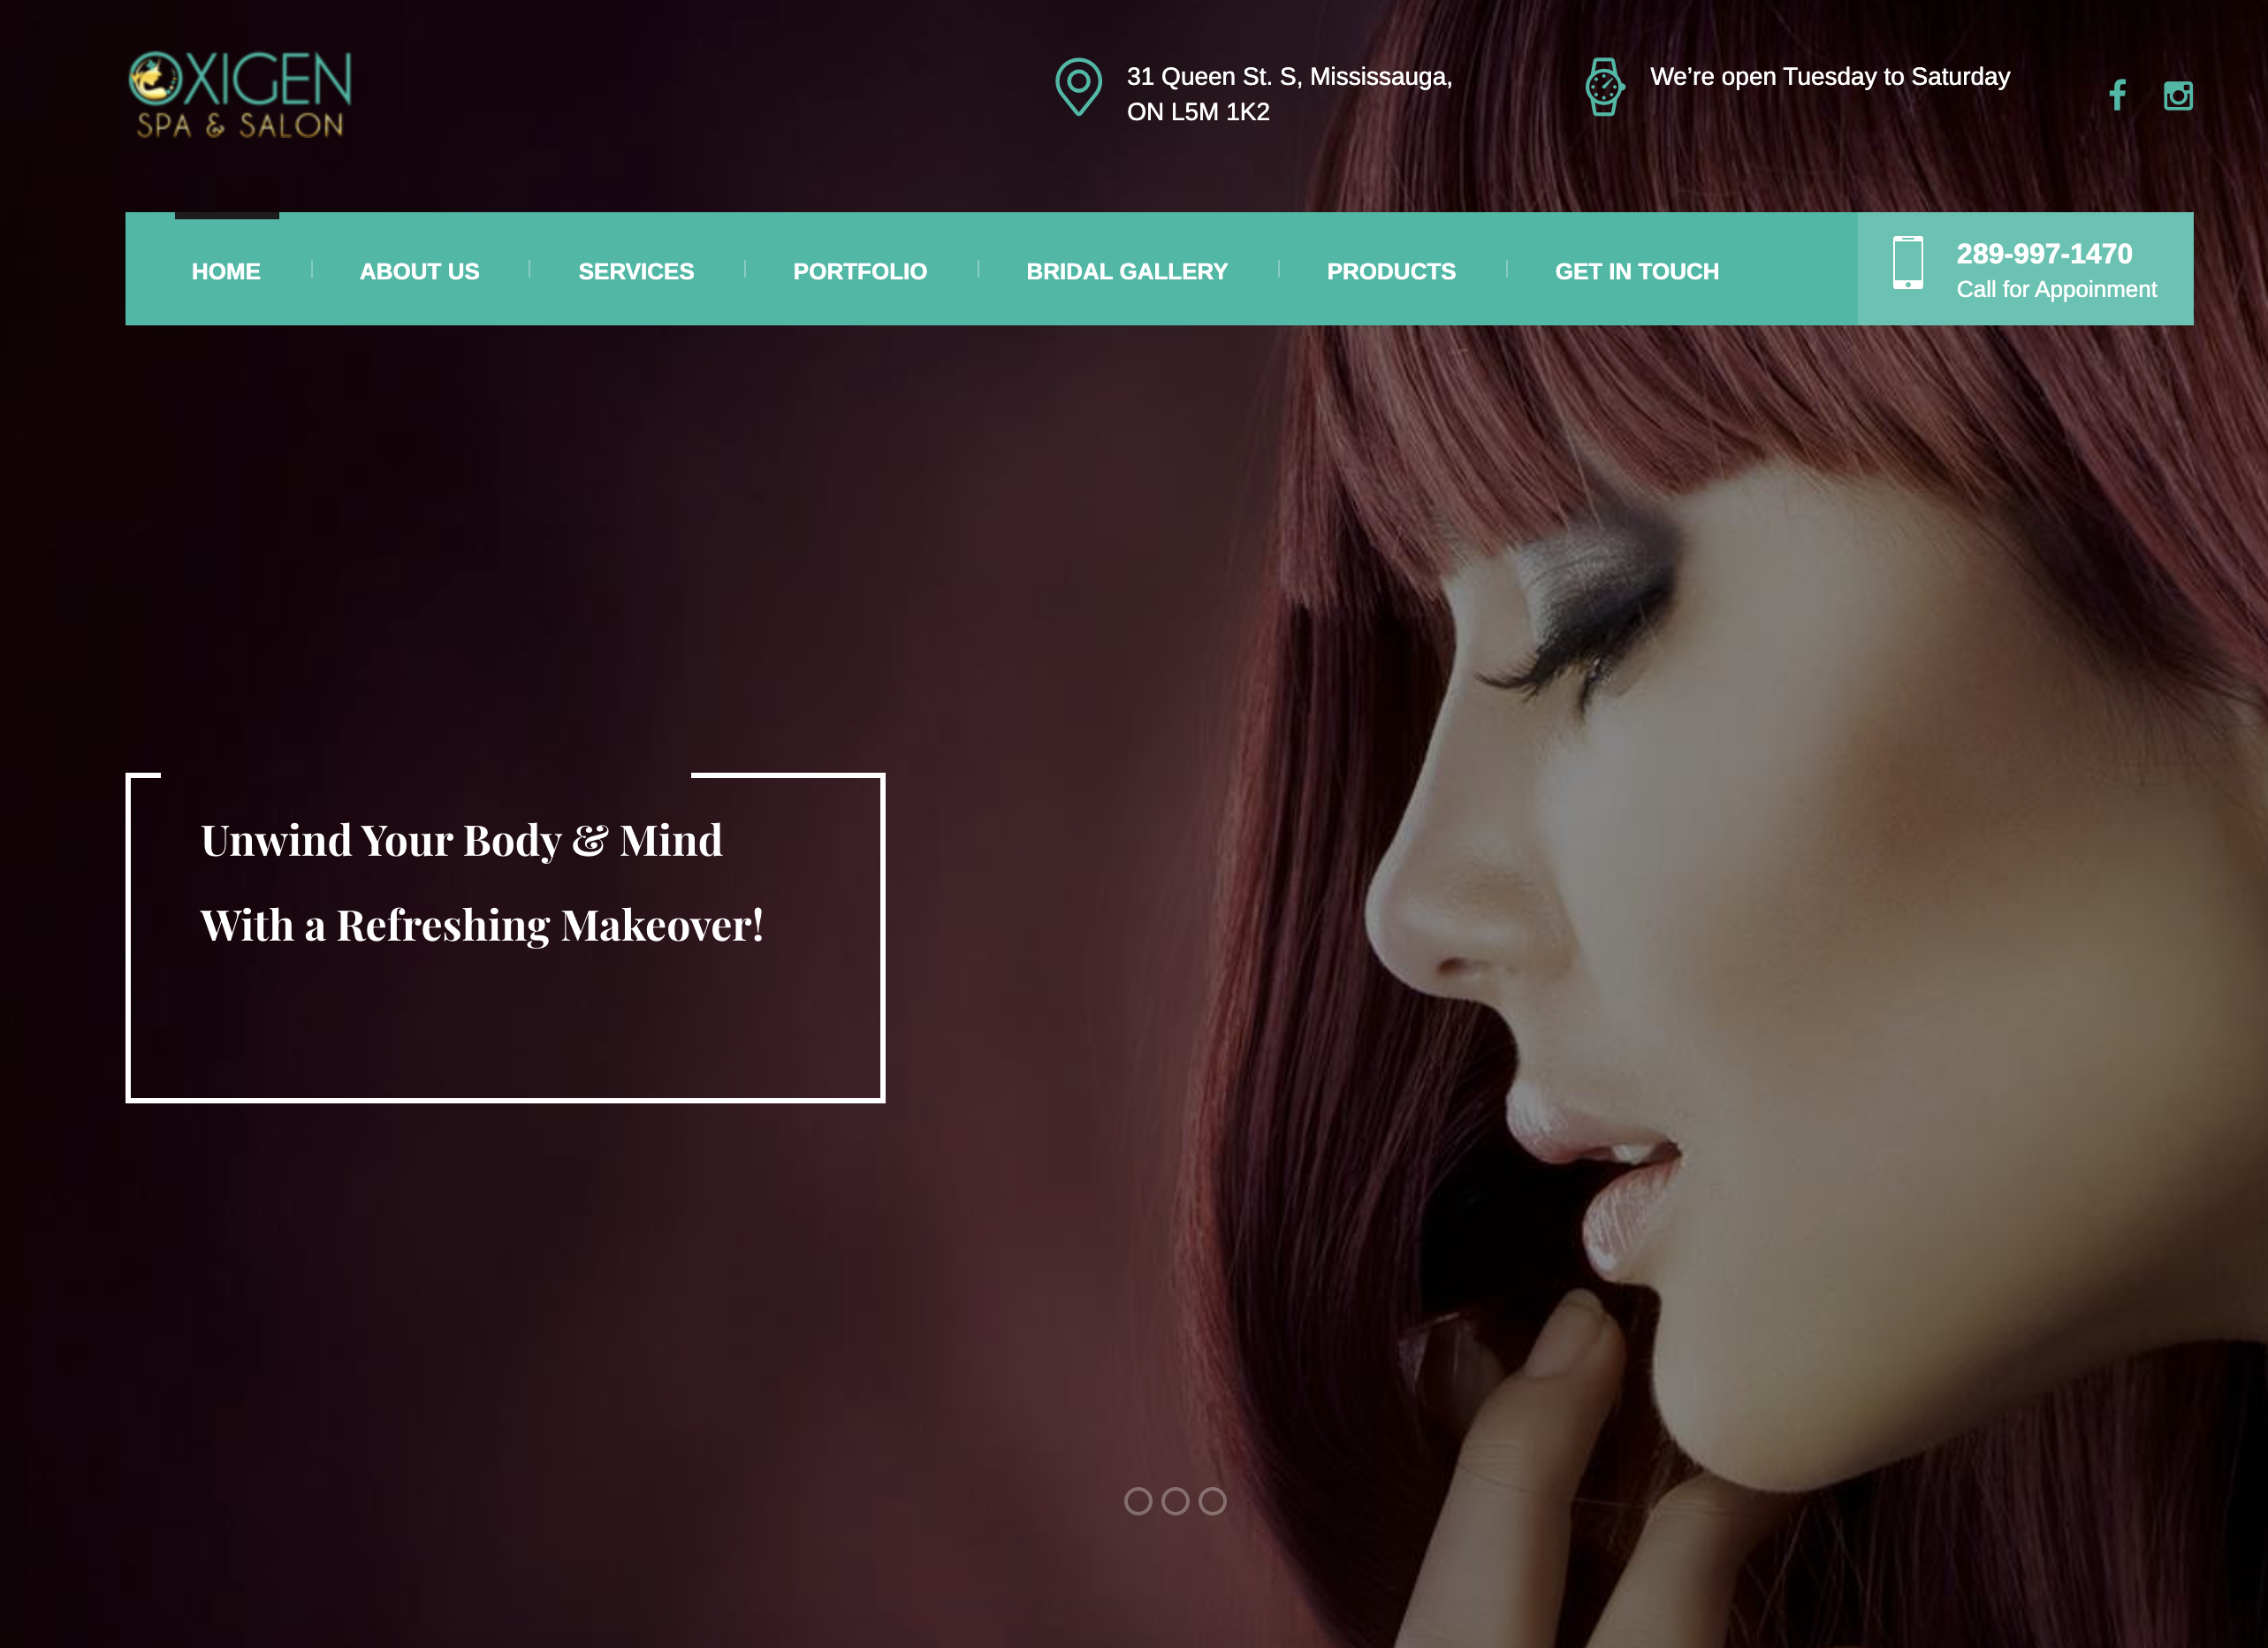 OXIGEN
SPA & SALON
31 Queen St. S, Mississauga,
ON L5M 1K2
We’re open Tuesday to Saturday
HOME
ABOUT US
SERVICES
PORTFOLIO
BRIDAL GALLERY
PRODUCTS
GET IN TOUCH
289-997-1470
Call for Appoinment
Unwind Your Body & Mind
With a Refreshing Makeover!